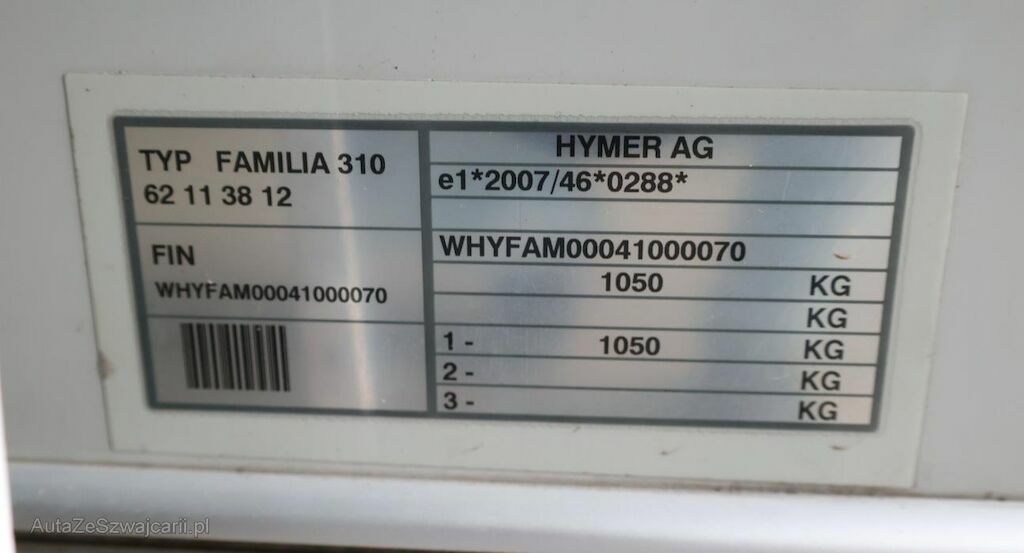 TYP FAMILIA 310
62 11 38 12
FIN
WHYFAM00041000070
HYMER AG
e1*2007/46*0288*
WHYFAM00041000070
1050 KG
KG
1 - 1050 KG
2 - KG
3 - KG
AutaZeSzwajcarii.pl